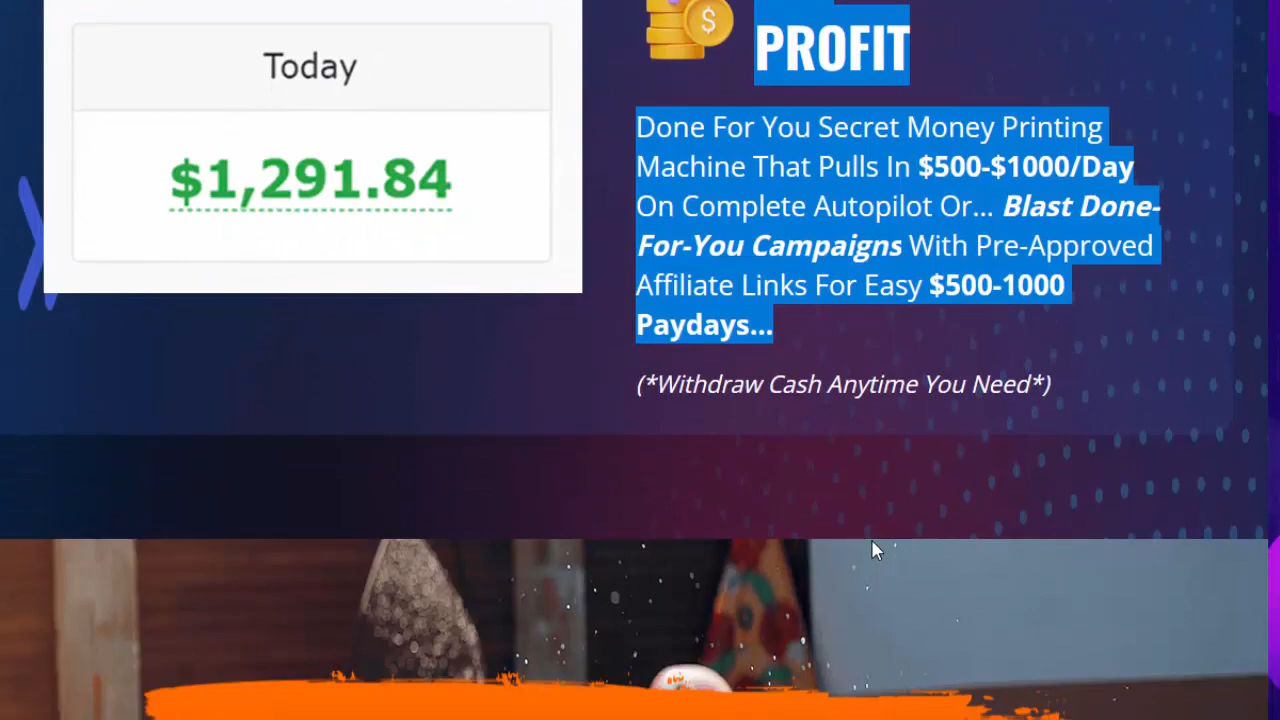 Today
$1,291.84
PROFIT
Done For You Secret Money Printing
Machine That Pulls In $500-$1000/Day
On Complete Autopilot Or... Blast Done-
For-You Campaigns With Pre-Approved
Affiliate Links For Easy $500-1000
Paydays...
(*Withdraw Cash Anytime You Need*)